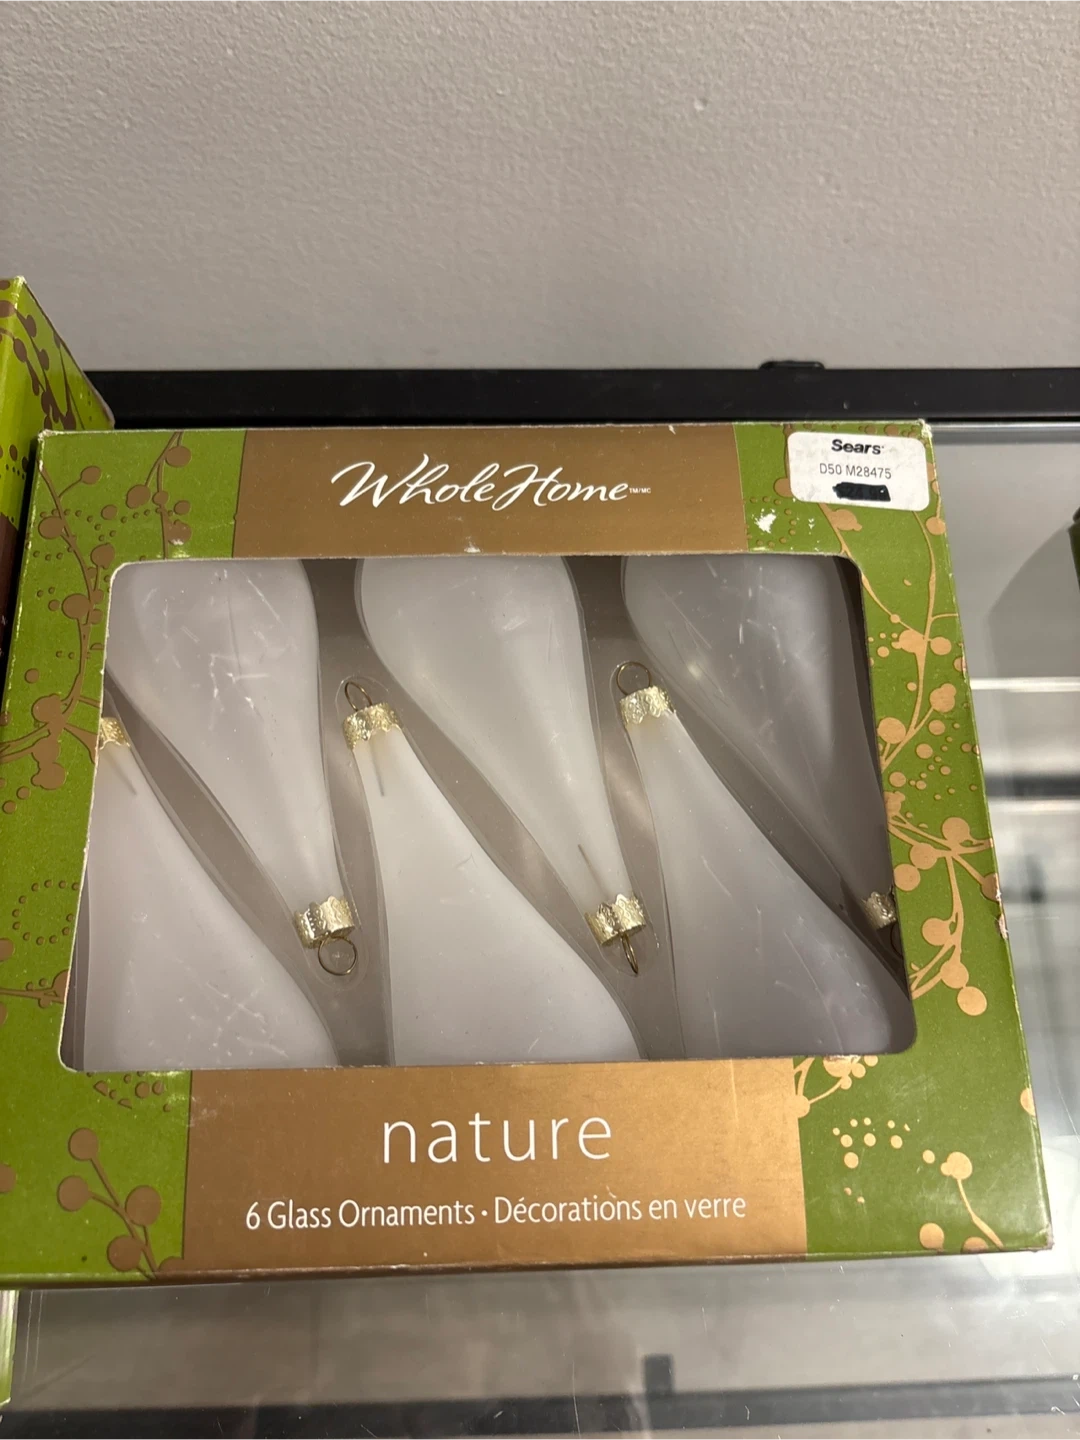 Whole Home TM/MC
Sears
D50 M28475
nature
6 Glass Ornaments • Décorations en verre